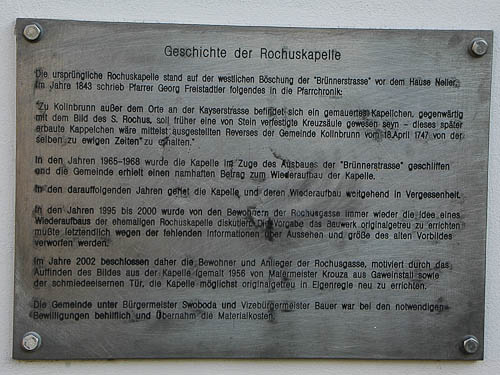 Geschichte der Rochuskapelle
Die ursprüngliche Rochuskapelle stand auf der westlichen Böschung der "Brünnerstrasse" vor dem Hause Neller.
Im Jahre 1843 schrieb Pfarrer Georg Freistadtler folgendes in die Pfarrchronik:
"Zu Kollnbrunn außer dem Orte an der Kayserstrasse befindet sich ein gemauertes Kapellchen, gegenwärtig
mit dem Bild des S. Rochus, soll früher eine von Stein verfestigte Kreuzsäule gewesen seyn - dieses später
erbaute Kappelchen wäre mittelst ausgestellten Reverses der Gemeinde Kollnbrunn vom 18.April 1747 von der
selben zu ewigen Zeiten" zu erhalten."
In den Jahren 1965-1968 wurde die Kapelle im Zuge des Ausbaues der "Brünnerstrasse" geschliffen
und die Gemeinde erhielt einen namhaften Betrag zum Wiederaufbau der Kapelle.
In den darauffolgenden Jahren geriet die Kapelle und deren Wiederaufbau weitgehend in Vergessenheit.
In den Jahren 1995 bis 2000 wurde von den Bewohnern der Rochusgasse immer wieder die Idee eines
Wiederaufbaus der ehemaligen Rochuskapelle diskutiert. Die Vorgabe das Bauwerk originalgetreu zu errichten
mußte letztendlich wegen der fehlenden Informationen über Aussehen und große des alten Vorbildes
verworfen werden.
Im Jahre 2002 beschlossen daher die Bewohner und Anlieger der Rochusgasse, motiviert durch das
Auffinden des Bildes aus der Kapelle (gemalt 1956 von Malermeister Krouza aus Gaweinstal) sowie
der schmiedeeisernen Tür, die Kapelle möglichst originalgetreu in Eigenregie neu zu errichten.
Die Gemeinde unter Bürgermeister Swoboda und Vizebürgermeister Bauer war bei den notwendigen
Bewilligungen behilflich und Übernahm die Materialkosten.